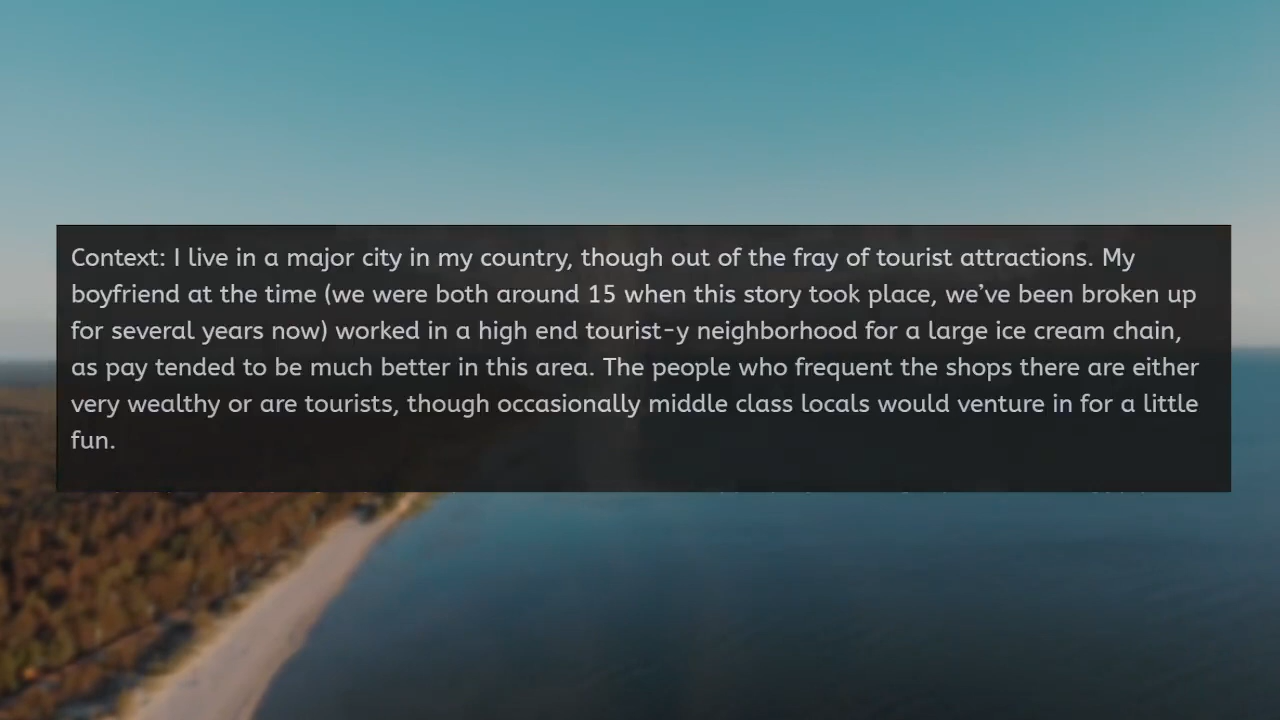 Context: I live in a major city in my country, though out of the fray of tourist attractions. My
boyfriend at the time (we were both around 15 when this story took place, we’ve been broken up
for several years now) worked in a high end tourist-y neighborhood for a large ice cream chain,
as pay tended to be much better in this area. The people who frequent the shops there are either
very wealthy or are tourists, though occasionally middle class locals would venture in for a little
fun.